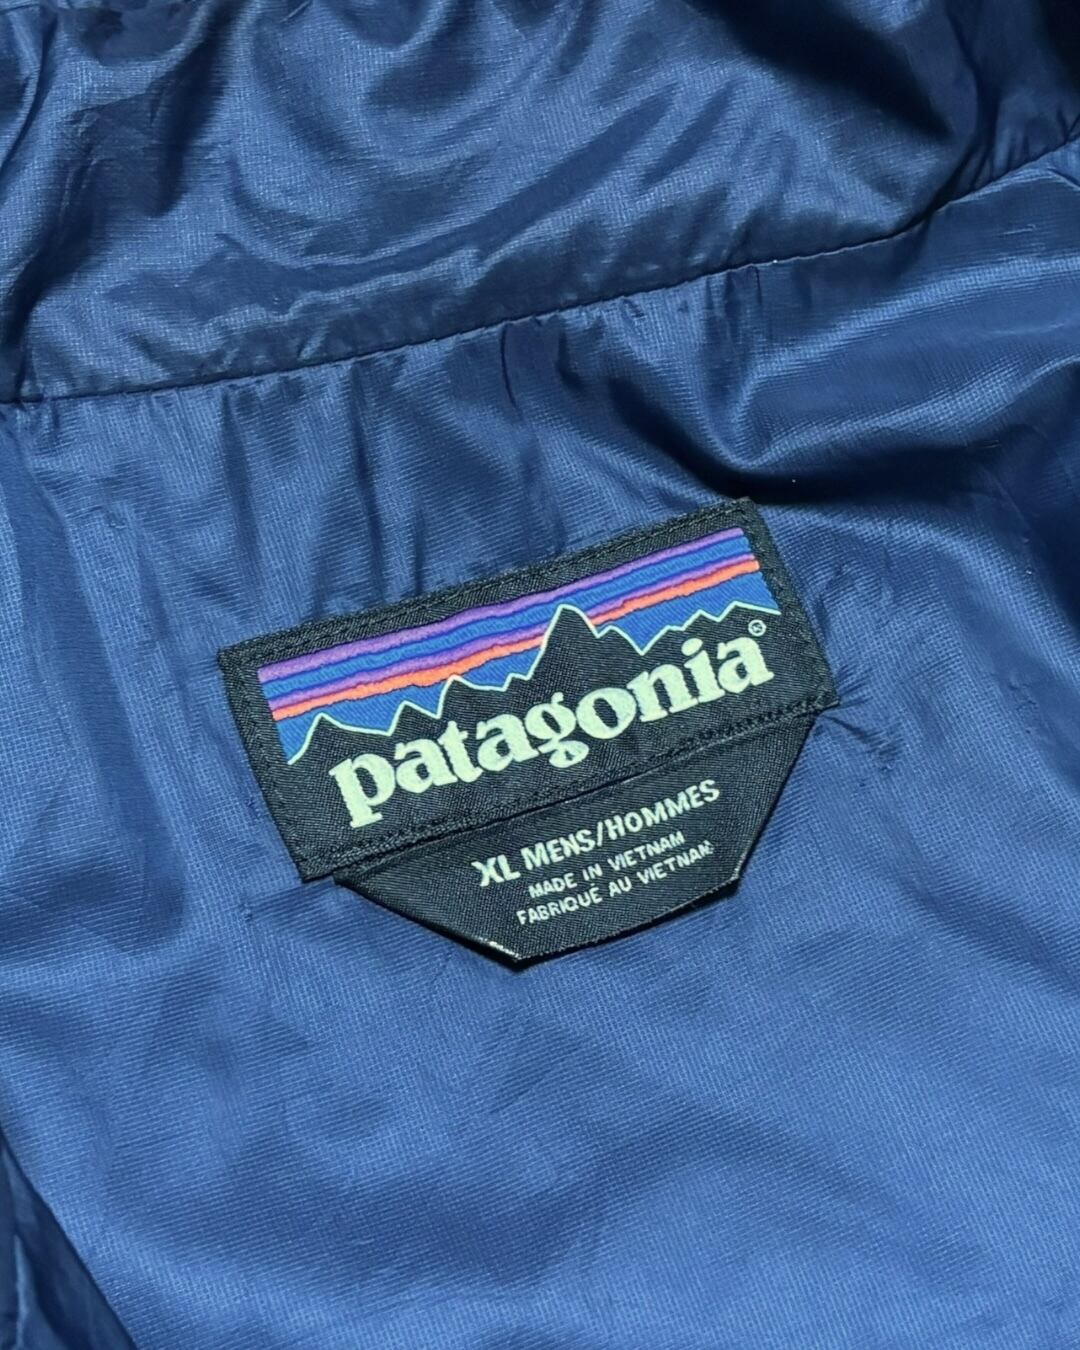 patagonia®
XL MENS/HOMMES
MADE IN VIETNAM
FABRIQUÉ AU VIETNAM